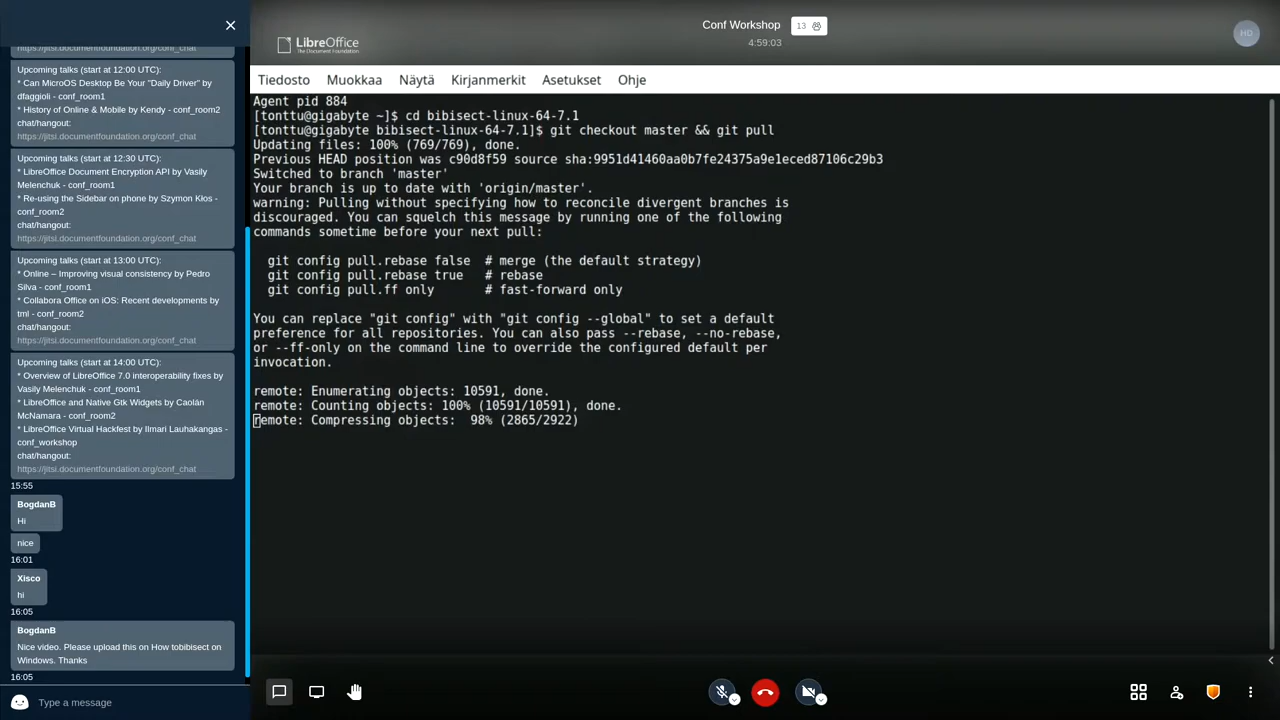 https://jitsi.documentfoundation.org/conf_chat
Upcoming talks (start at 12:00 UTC):
* Can MicroOS Desktop Be Your "Daily Driver" by
dfaggioli - conf_room1
* History of Online & Mobile by Kendy - conf_room2
chat/hangout:
https://jitsi.documentfoundation.org/conf_chat
Upcoming talks (start at 12:30 UTC):
* LibreOffice Document Encryption API by Vasily
Melenchuk - conf_room1
* Re-using the Sidebar on phone by Szymon Kłos -
conf_room2
chat/hangout:
https://jitsi.documentfoundation.org/conf_chat
Upcoming talks (start at 13:00 UTC):
* Online – Improving visual consistency by Pedro
Silva - conf_room1
* Collabora Office on iOS: Recent developments by
tml - conf_room2
chat/hangout:
https://jitsi.documentfoundation.org/conf_chat
Upcoming talks (start at 14:00 UTC):
* Overview of LibreOffice 7.0 interoperability fixes by
Vasily Melenchuk - conf_room1
* LibreOffice and Native Gtk Widgets by Caolán
McNamara - conf_room2
* LibreOffice Virtual Hackfest by Ilmari Lauhakangas -
conf_workshop
chat/hangout:
https://jitsi.documentfoundation.org/conf_chat
15:55
BogdanB
Hi
nice
16:01
Xisco
hi
16:05
BogdanB
Nice video. Please upload this on How tobibisect on
Windows. Thanks
16:05
Type a message
LibreOffice
The Document Foundation
Conf Workshop
13
4:59:03
HD
Tiedosto Muokkaa Näytä Kirjanmerkit Asetukset Ohje
Agent pid 884
[tonttu@gigabyte ~]$ cd bibisect-linux-64-7.1
[tonttu@gigabyte bibisect-linux-64-7.1]$ git checkout master && git pull
Updating files: 100% (769/769), done.
Previous HEAD position was c90d8f59 source sha:9951d41460aa0b7fe24375a9e1eced87106c29b3
Switched to branch 'master'
Your branch is up to date with 'origin/master'.
warning: Pulling without specifying how to reconcile divergent branches is
discouraged. You can squelch this message by running one of the following
commands sometime before your next pull:
git config pull.rebase false # merge (the default strategy)
git config pull.rebase true # rebase
git config pull.ff only # fast-forward only
You can replace "git config" with "git config --global" to set a default
preference for all repositories. You can also pass --rebase, --no-rebase,
or --ff-only on the command line to override the configured default per
invocation.
remote: Enumerating objects: 10591, done.
remote: Counting objects: 100% (10591/10591), done.
remote: Compressing objects: 98% (2865/2922)